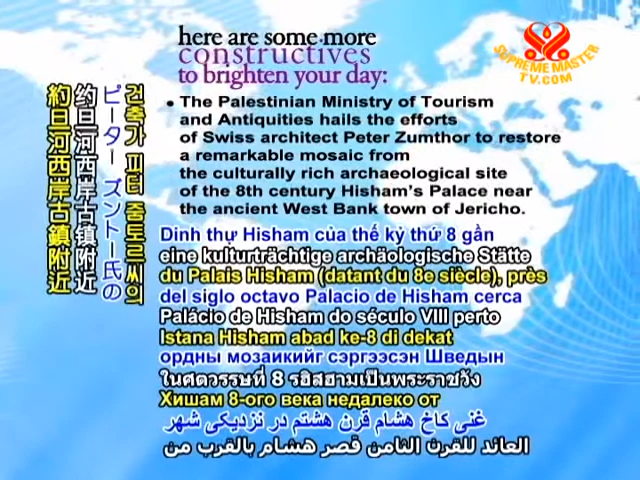 here are some more
constructives
to brighten your day:
SUPREME MASTER
TV.COM
• The Palestinian Ministry of Tourism
and Antiquities hails the efforts
of Swiss architect Peter Zumthor to restore
a remarkable mosaic from
the culturally rich archaeological site
of the 8th century Hisham's Palace near
the ancient West Bank town of Jericho.
約旦河西岸古鎮附近
约旦河西岸古镇附近
ピーター ズントー氏の
건축가 피터 줌토르 씨의
Dinh thự Hisham của thế kỷ thứ 8 gần
eine kulturträchtige archäologische Stätte
du Palais Hisham (datant du 8e siècle), près
del siglo octavo Palacio de Hisham cerca
Palácio de Hisham do século VIII perto
Istana Hisham abad ke-8 di dekat
ордны мозаикийг сэргээсэн Шведын
ในศตวรรษที่ 8 รฮิสฮามเป็นพระราชวัง
Хишам 8-ого века недалеко от
غنی کاخ هشام قرن هشتم در نزدیکی شهر
العائد للقرن الثامن قصر هشام بالقرب من